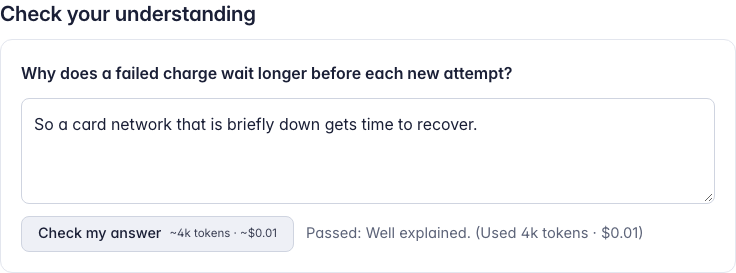 Check your understanding
Why does a failed charge wait longer before each new attempt?
So a card network that is briefly down gets time to recover.
Check my answer ~4k tokens · ~$0.01 Passed: Well explained. (Used 4k tokens · $0.01)